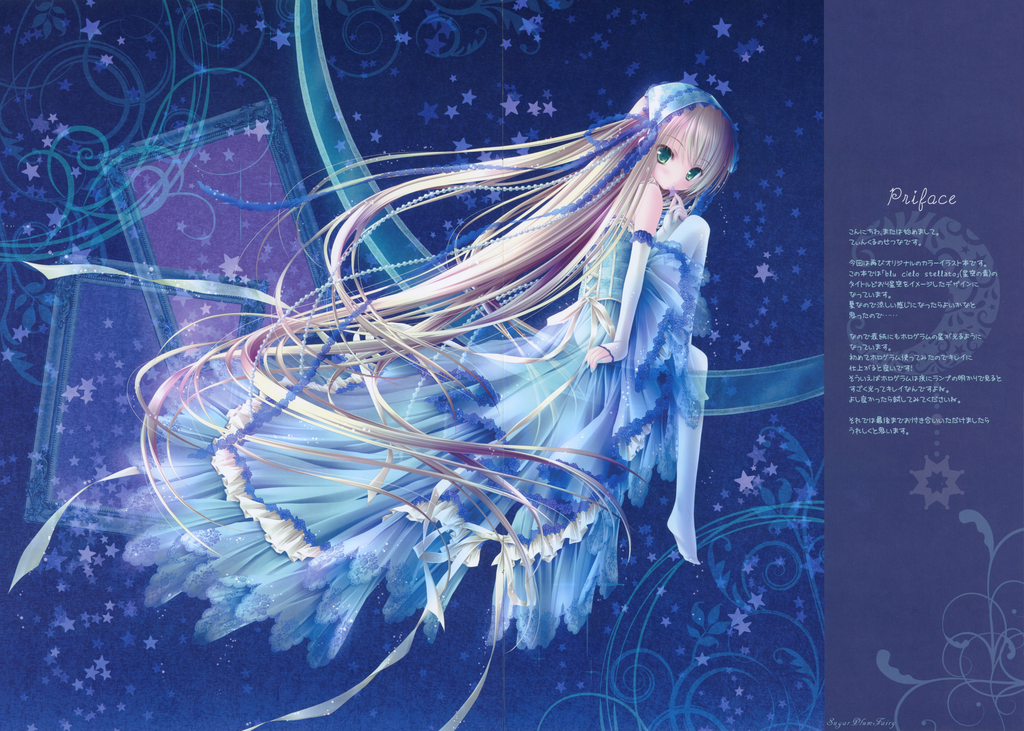 Priface
こんにちわ、または始めまして。
てぃんくるのせつなです。
今回は再びオリジナルのカラーイラスト本です。
この本では「blu cielo stellato」(星空の青)の
タイトルどおり星空をイメージしたデザインに
なっています。
夏なので涼しい感じになったらよいかなと
思ったので……
なので表紙にもホログラムの星が光るように
なっています。
初めてホログラム使ってみたのでキレイに
仕上がると良いです!
そういえばホログラムは夜にランプの明かりで見ると
すごく光ってキレイなんですよね。
よし良かったら試してみてくださいね。
それでは最後までお付き合いいただけましたら
うれしくと思います。
Sugar Plum Fairy